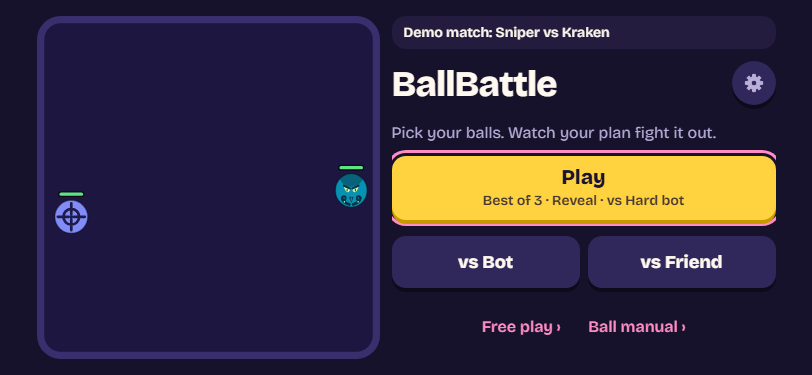 Demo match: Sniper vs Kraken
BallBattle
Pick your balls. Watch your plan fight it out.
Play
Best of 3 · Reveal · vs Hard bot
vs Bot
vs Friend
Free play ›
Ball manual ›